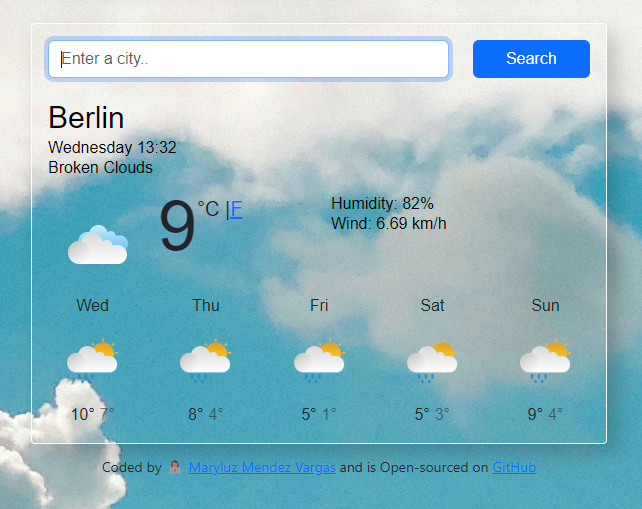 Enter a city..
Search
Berlin
Wednesday 13:32
Broken Clouds
9 °C |F
Humidity: 82%
Wind: 6.69 km/h
Wed Thu Fri Sat Sun
10° 7° 8° 4° 5° 1° 5° 3° 9° 4°
Coded by Maryluz Mendez Vargas and is Open-sourced on GitHub